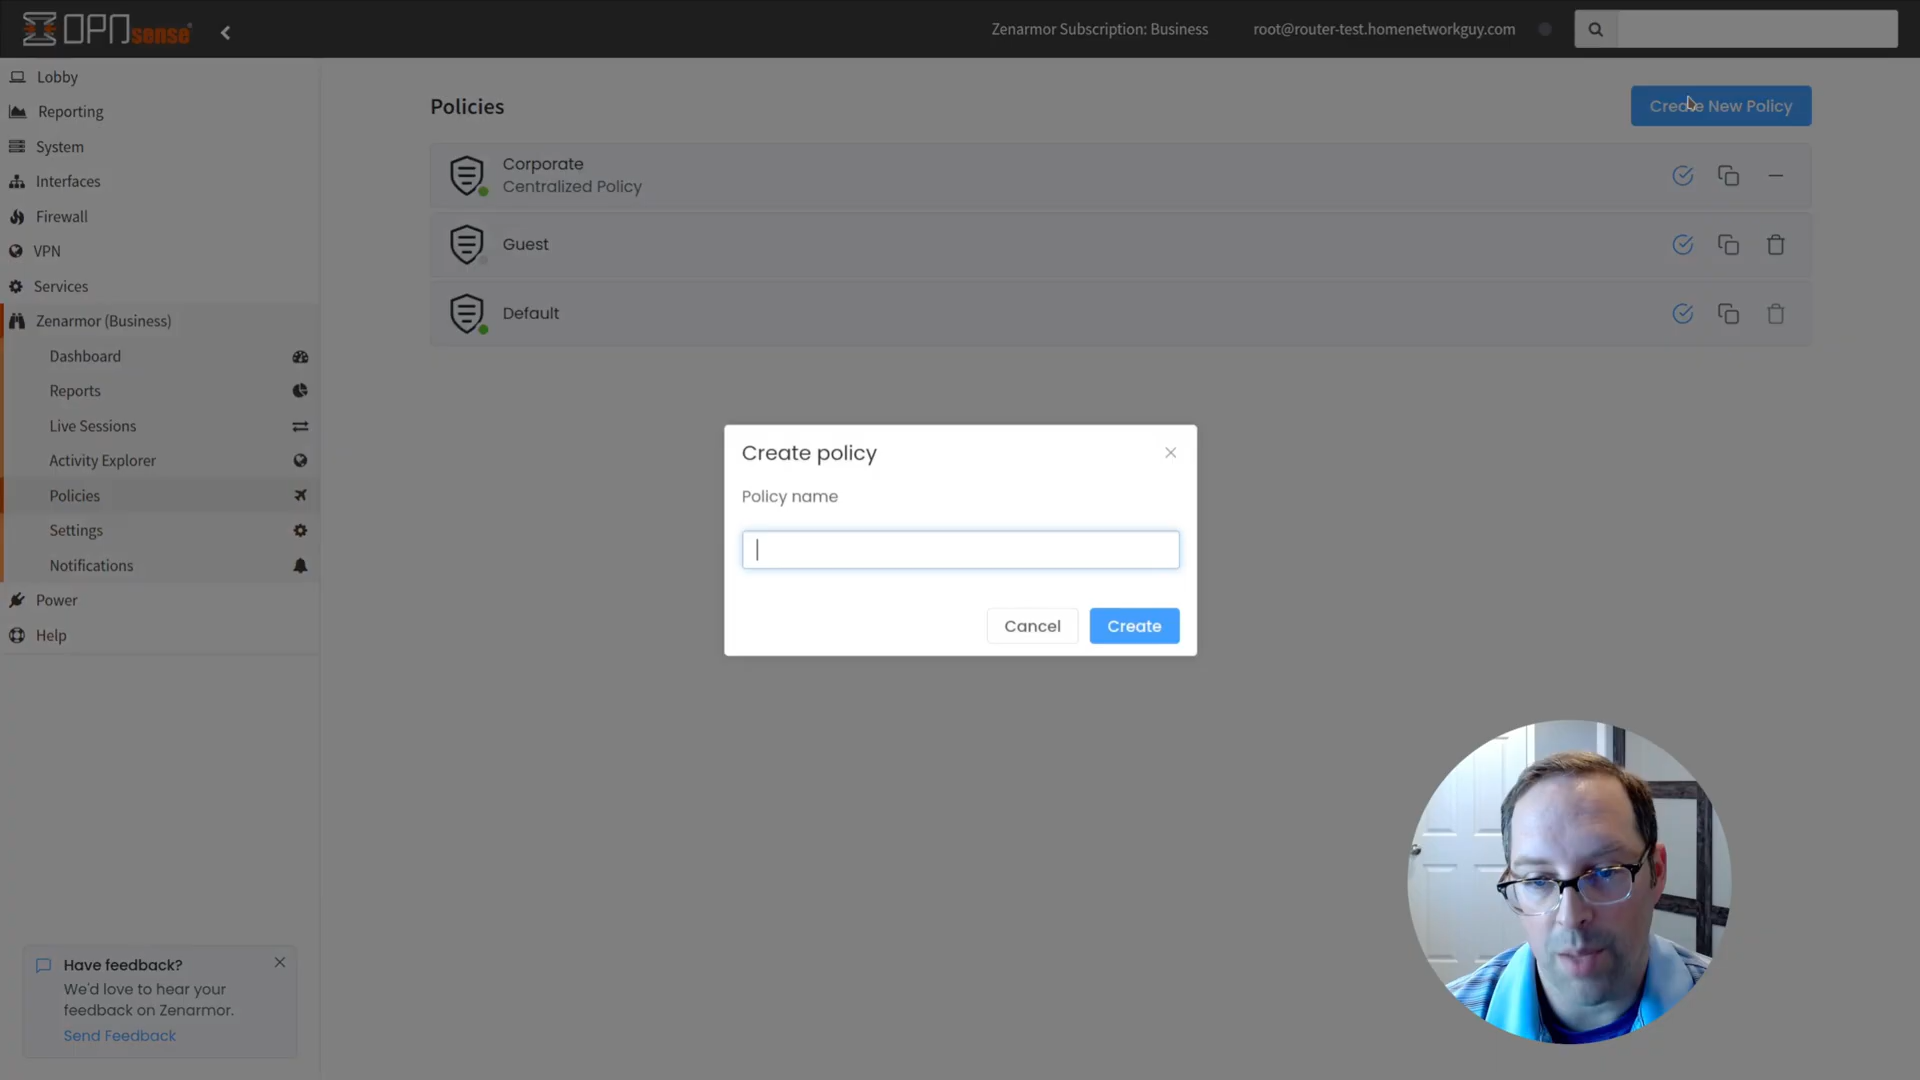 OPNsense
Zenarmor Subscription: Business
root@router-test.homenetworkguy.com
Lobby
Reporting
System
Interfaces
Firewall
VPN
Services
Zenarmor (Business)
Dashboard
Reports
Live Sessions
Activity Explorer
Policies
Settings
Notifications
Power
Help
Policies
Create New Policy
Corporate
Centralized Policy
Guest
Default
Create policy
Policy name
Cancel
Create
Have feedback?
We'd love to hear your
feedback on Zenarmor.
Send Feedback